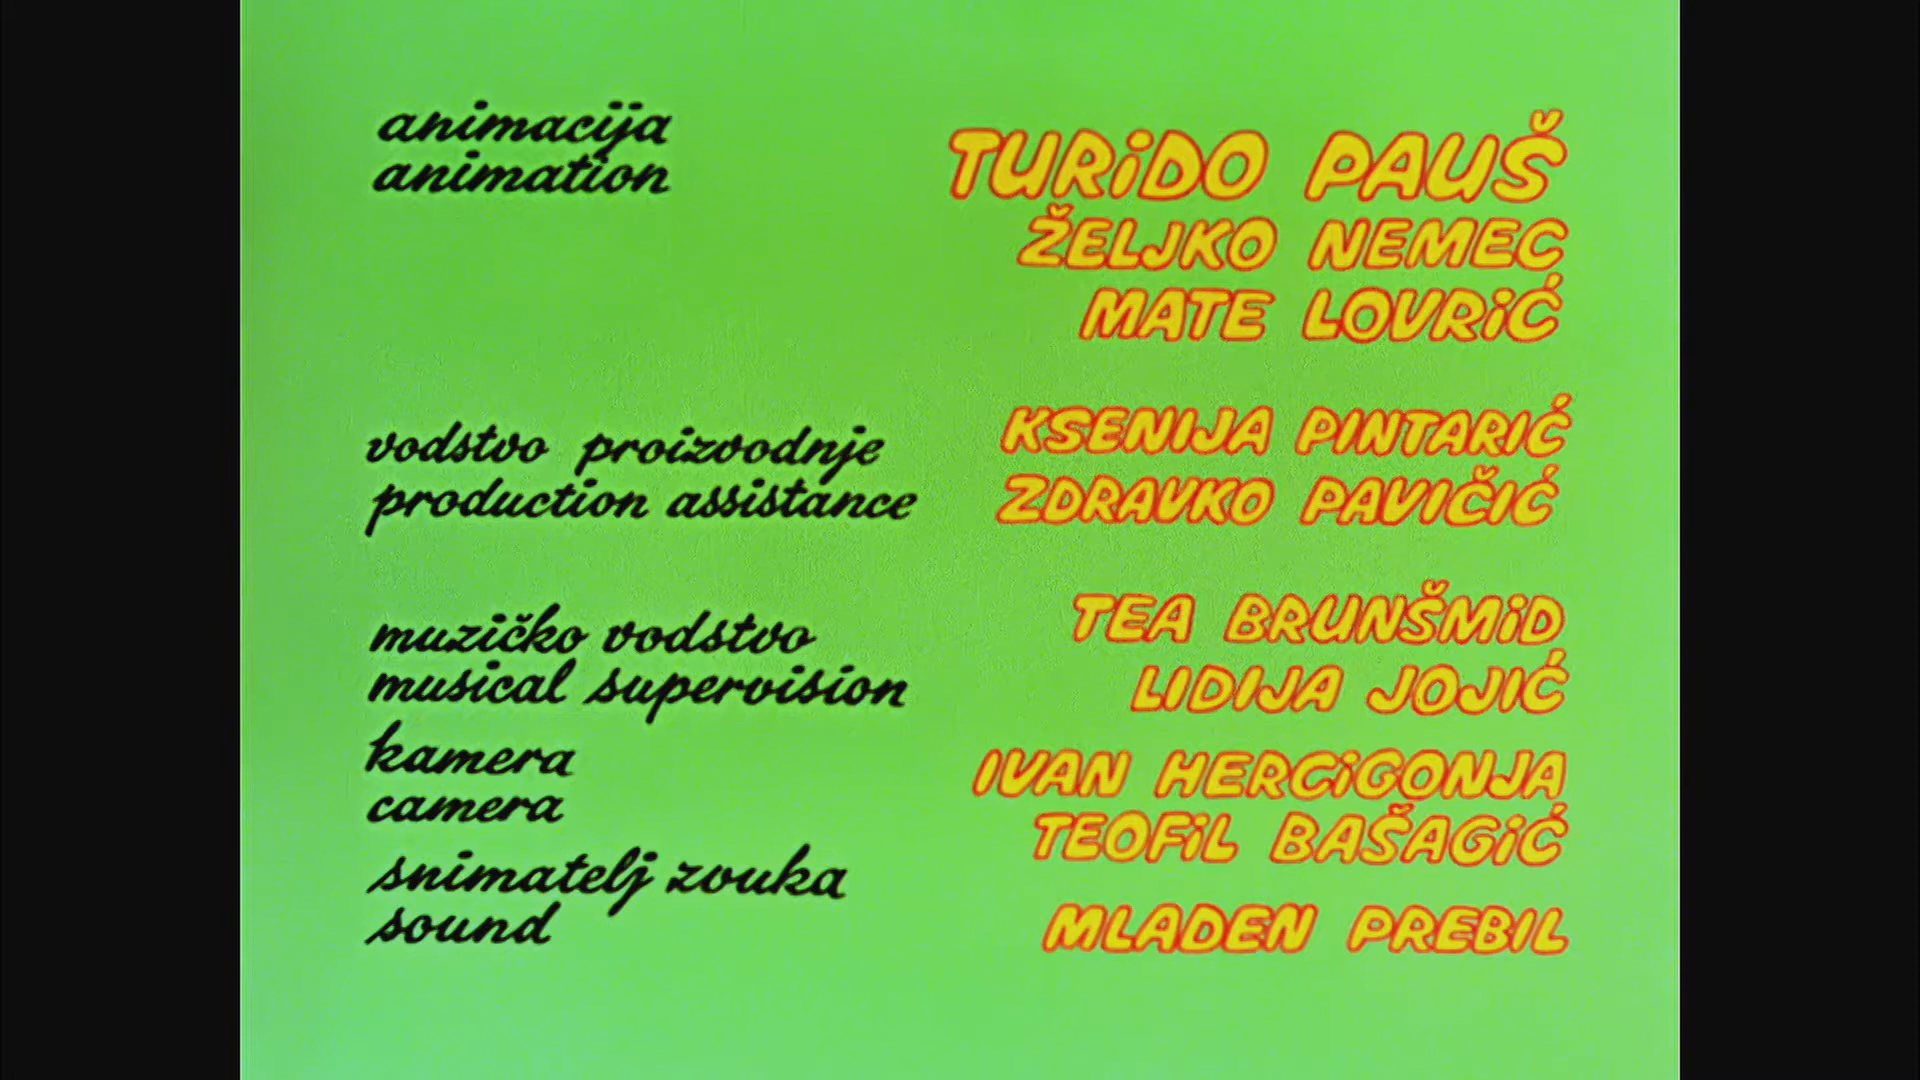 animacija
animation
TURiDO PAUŠ
ŽELJKO NEMEC
MATE LOVRiĆ
vodstvo proizvodnje
production assistance
KSENIJA PINTARIĆ
ZDRAVKO PAVIČIĆ
muzičko vodstvo
musical supervision
TEA BRUNŠMiD
LIDIJA JOJIĆ
kamera
camera
IVAN HERCiGONJA
TEOFiL BAŠAGiĆ
snimatelj zvuka
sound
MLADEN PREBIL